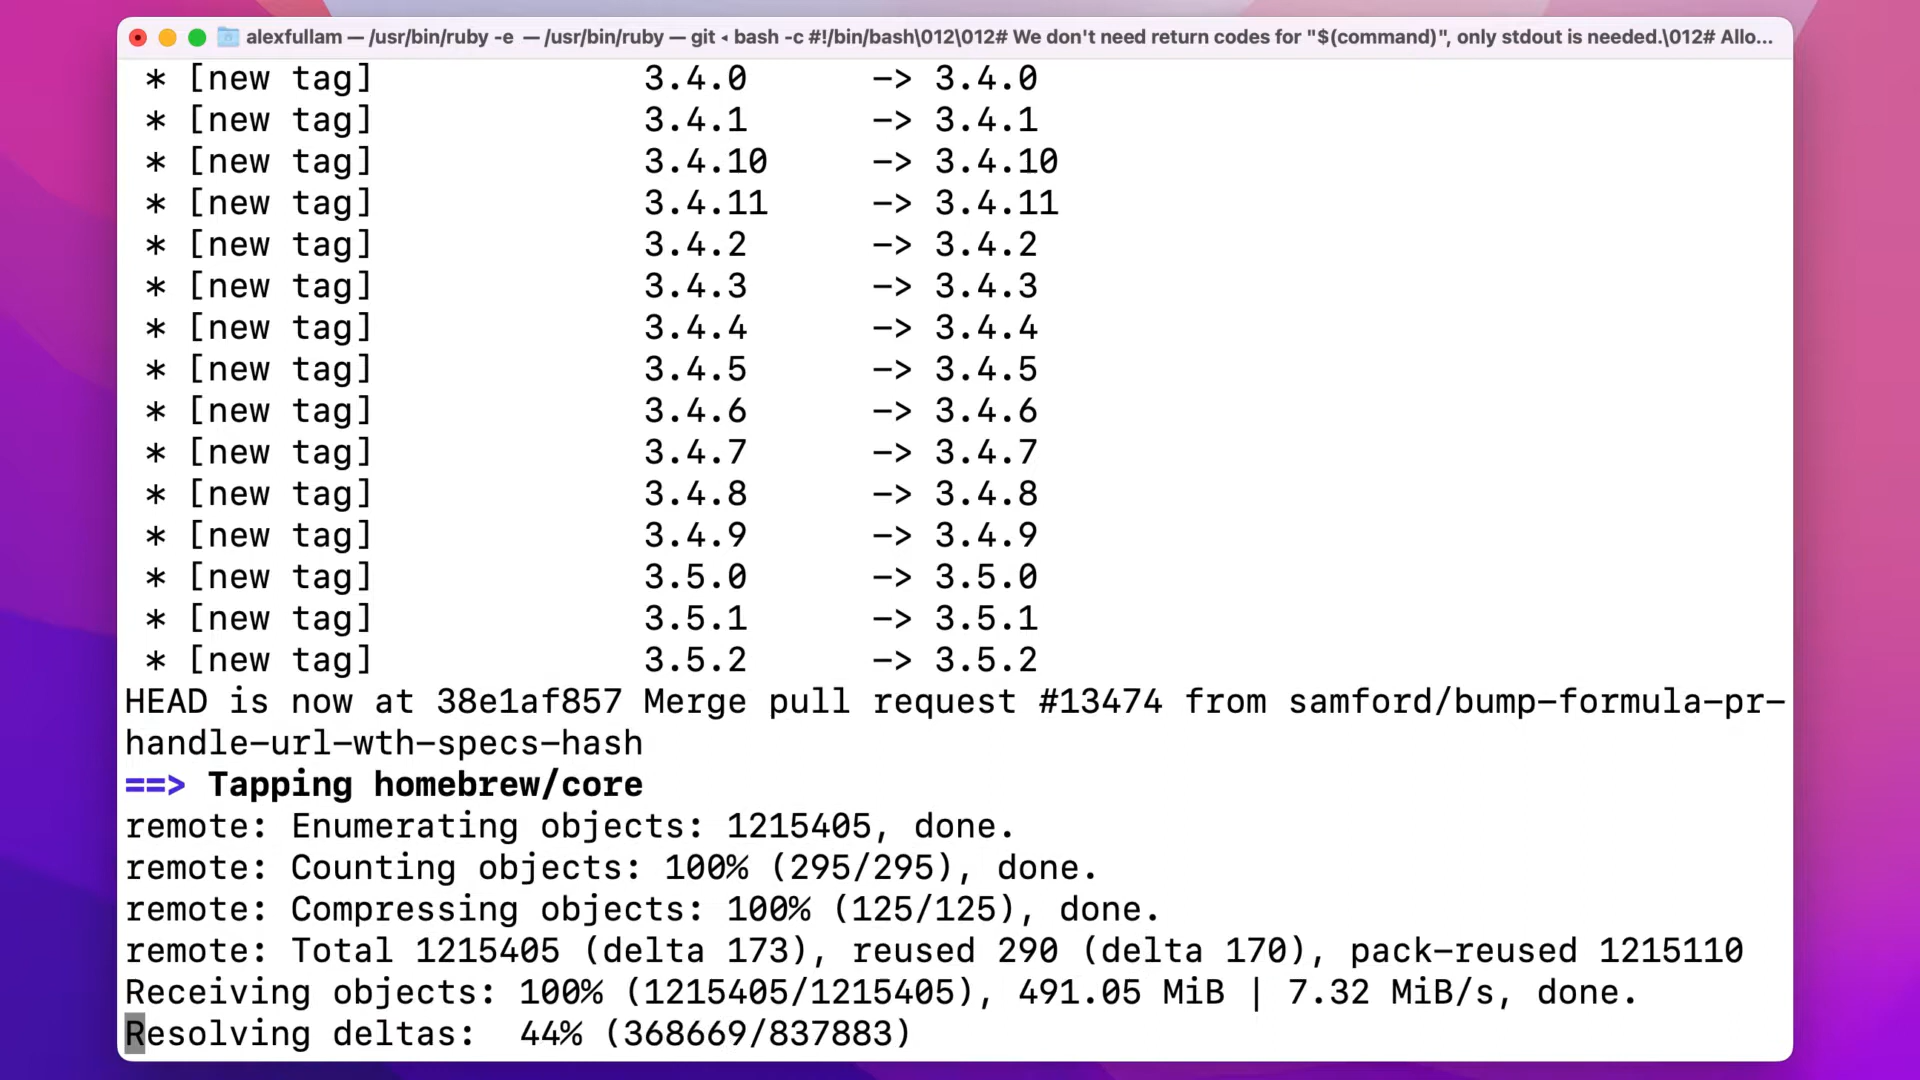 alexfullam — /usr/bin/ruby -e — /usr/bin/ruby — git ◂ bash -c #!/bin/bash\012\012# We don't need return codes for "$(command)", only stdout is needed.\012# Allo...
* [new tag] 3.4.0 -> 3.4.0
* [new tag] 3.4.1 -> 3.4.1
* [new tag] 3.4.10 -> 3.4.10
* [new tag] 3.4.11 -> 3.4.11
* [new tag] 3.4.2 -> 3.4.2
* [new tag] 3.4.3 -> 3.4.3
* [new tag] 3.4.4 -> 3.4.4
* [new tag] 3.4.5 -> 3.4.5
* [new tag] 3.4.6 -> 3.4.6
* [new tag] 3.4.7 -> 3.4.7
* [new tag] 3.4.8 -> 3.4.8
* [new tag] 3.4.9 -> 3.4.9
* [new tag] 3.5.0 -> 3.5.0
* [new tag] 3.5.1 -> 3.5.1
* [new tag] 3.5.2 -> 3.5.2
HEAD is now at 38e1af857 Merge pull request #13474 from samford/bump-formula-pr-
handle-url-wth-specs-hash
==> Tapping homebrew/core
remote: Enumerating objects: 1215405, done.
remote: Counting objects: 100% (295/295), done.
remote: Compressing objects: 100% (125/125), done.
remote: Total 1215405 (delta 173), reused 290 (delta 170), pack-reused 1215110
Receiving objects: 100% (1215405/1215405), 491.05 MiB | 7.32 MiB/s, done.
Resolving deltas: 44% (368669/837883)